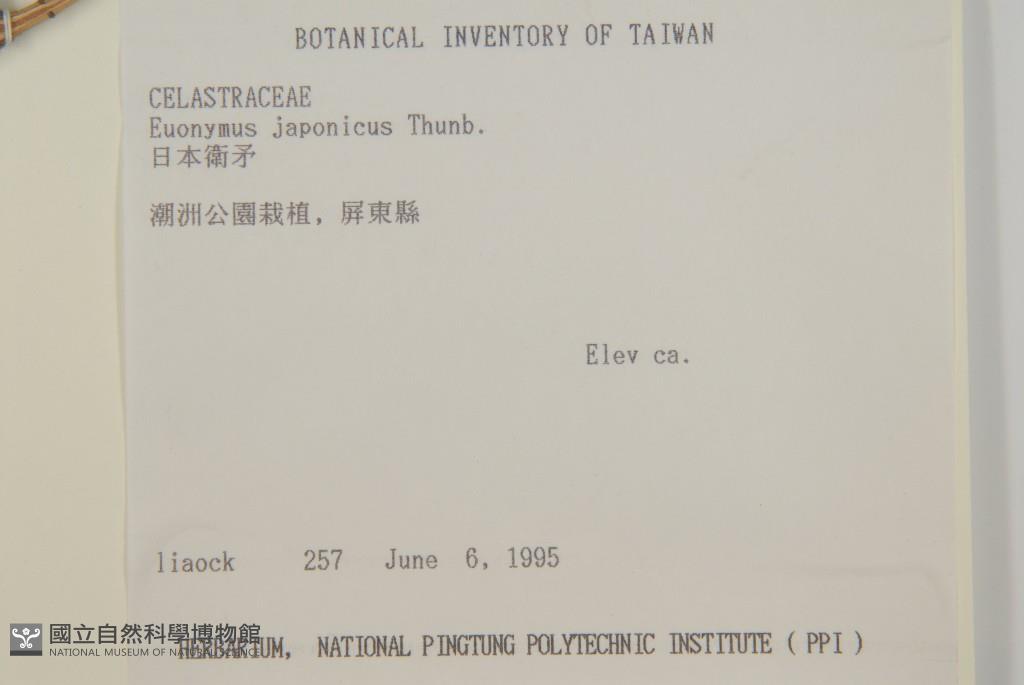 BOTANICAL INVENTORY OF TAIWAN
CELASTRACEAE
Euonymus japonicus Thunb.
日本衛矛
潮洲公園栽植, 屏東縣
Elev ca.
liaock 257 June 6, 1995
HERBARIUM, NATIONAL PINGTUNG POLYTECHNIC INSTITUTE ( PPI )
國立自然科學博物館
NATIONAL MUSEUM OF NATURAL SCIENCE